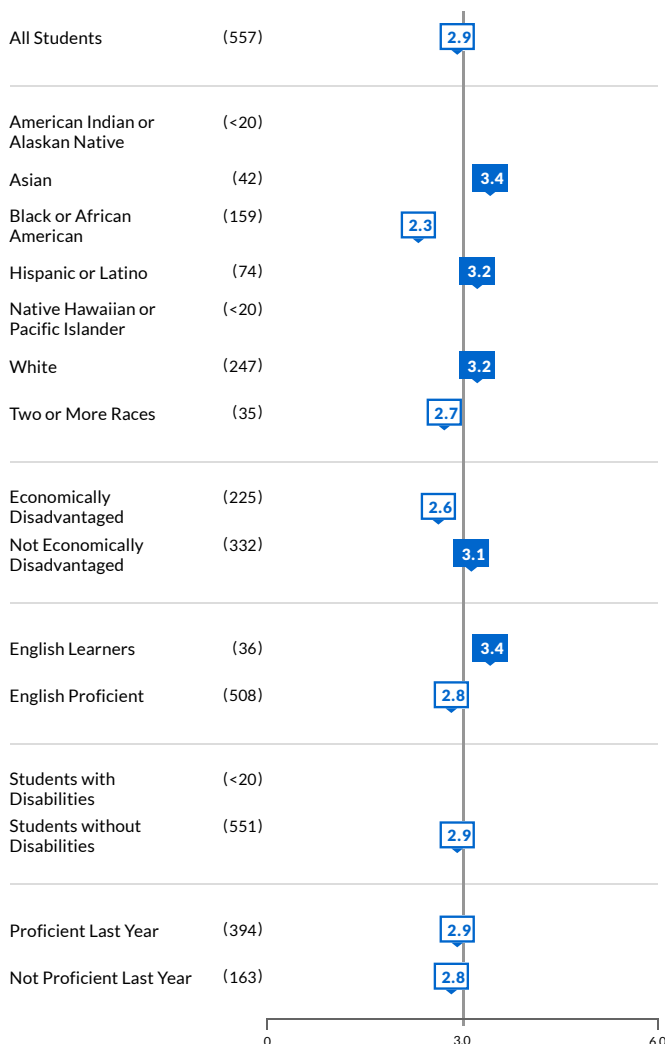 All Students (557) 2.9
American Indian or (<20)
Alaskan Native
Asian (42) 3.4
Black or African (159) 2.3
American
Hispanic or Latino (74) 3.2
Native Hawaiian or (<20)
Pacific Islander
White (247) 3.2
Two or More Races (35) 2.7
Economically (225) 2.6
Disadvantaged
Not Economically (332) 3.1
Disadvantaged
English Learners (36) 3.4
English Proficient (508) 2.8
Students with (<20)
Disabilities
Students without (551) 2.9
Disabilities
Proficient Last Year (394) 2.9
Not Proficient Last Year (163) 2.8
0 3.0 6.0